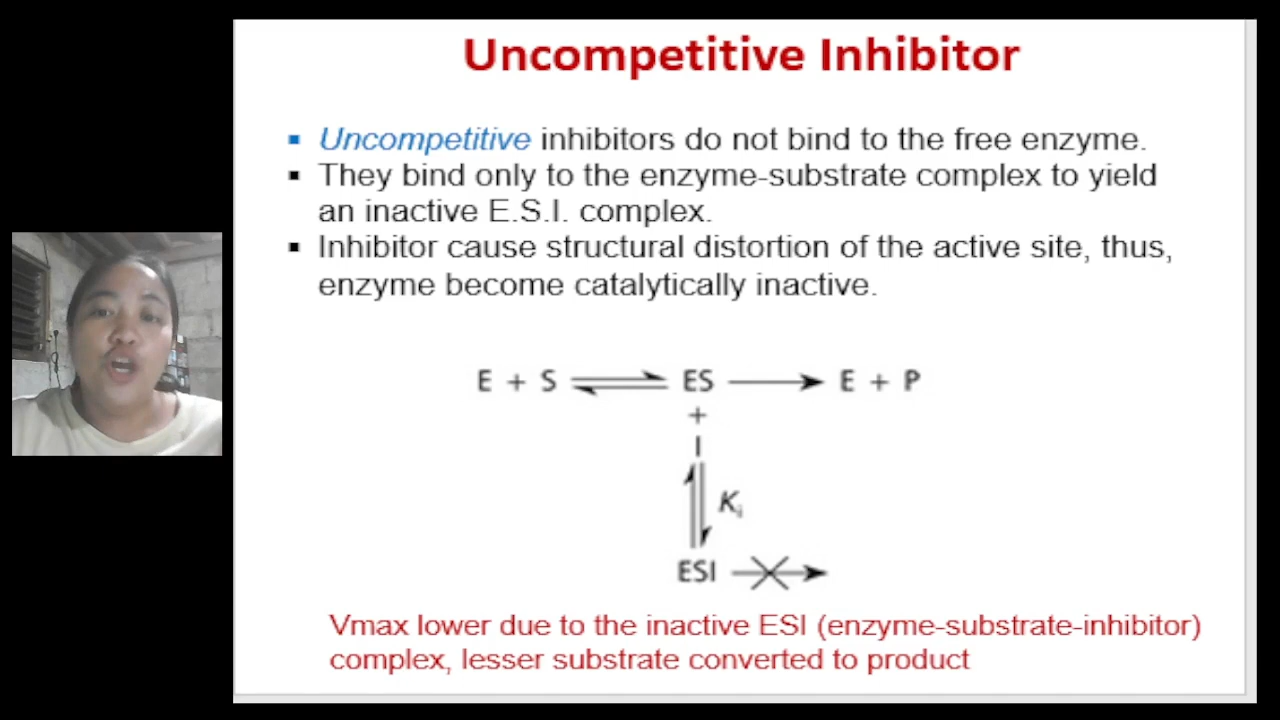 Uncompetitive Inhibitor
Uncompetitive inhibitors do not bind to the free enzyme.
They bind only to the enzyme-substrate complex to yield
an inactive E.S.I. complex.
Inhibitor cause structural distortion of the active site, thus,
enzyme become catalytically inactive.
E + S ES E + P
+
I
Ki
ESI
Vmax lower due to the inactive ESI (enzyme-substrate-inhibitor)
complex, lesser substrate converted to product